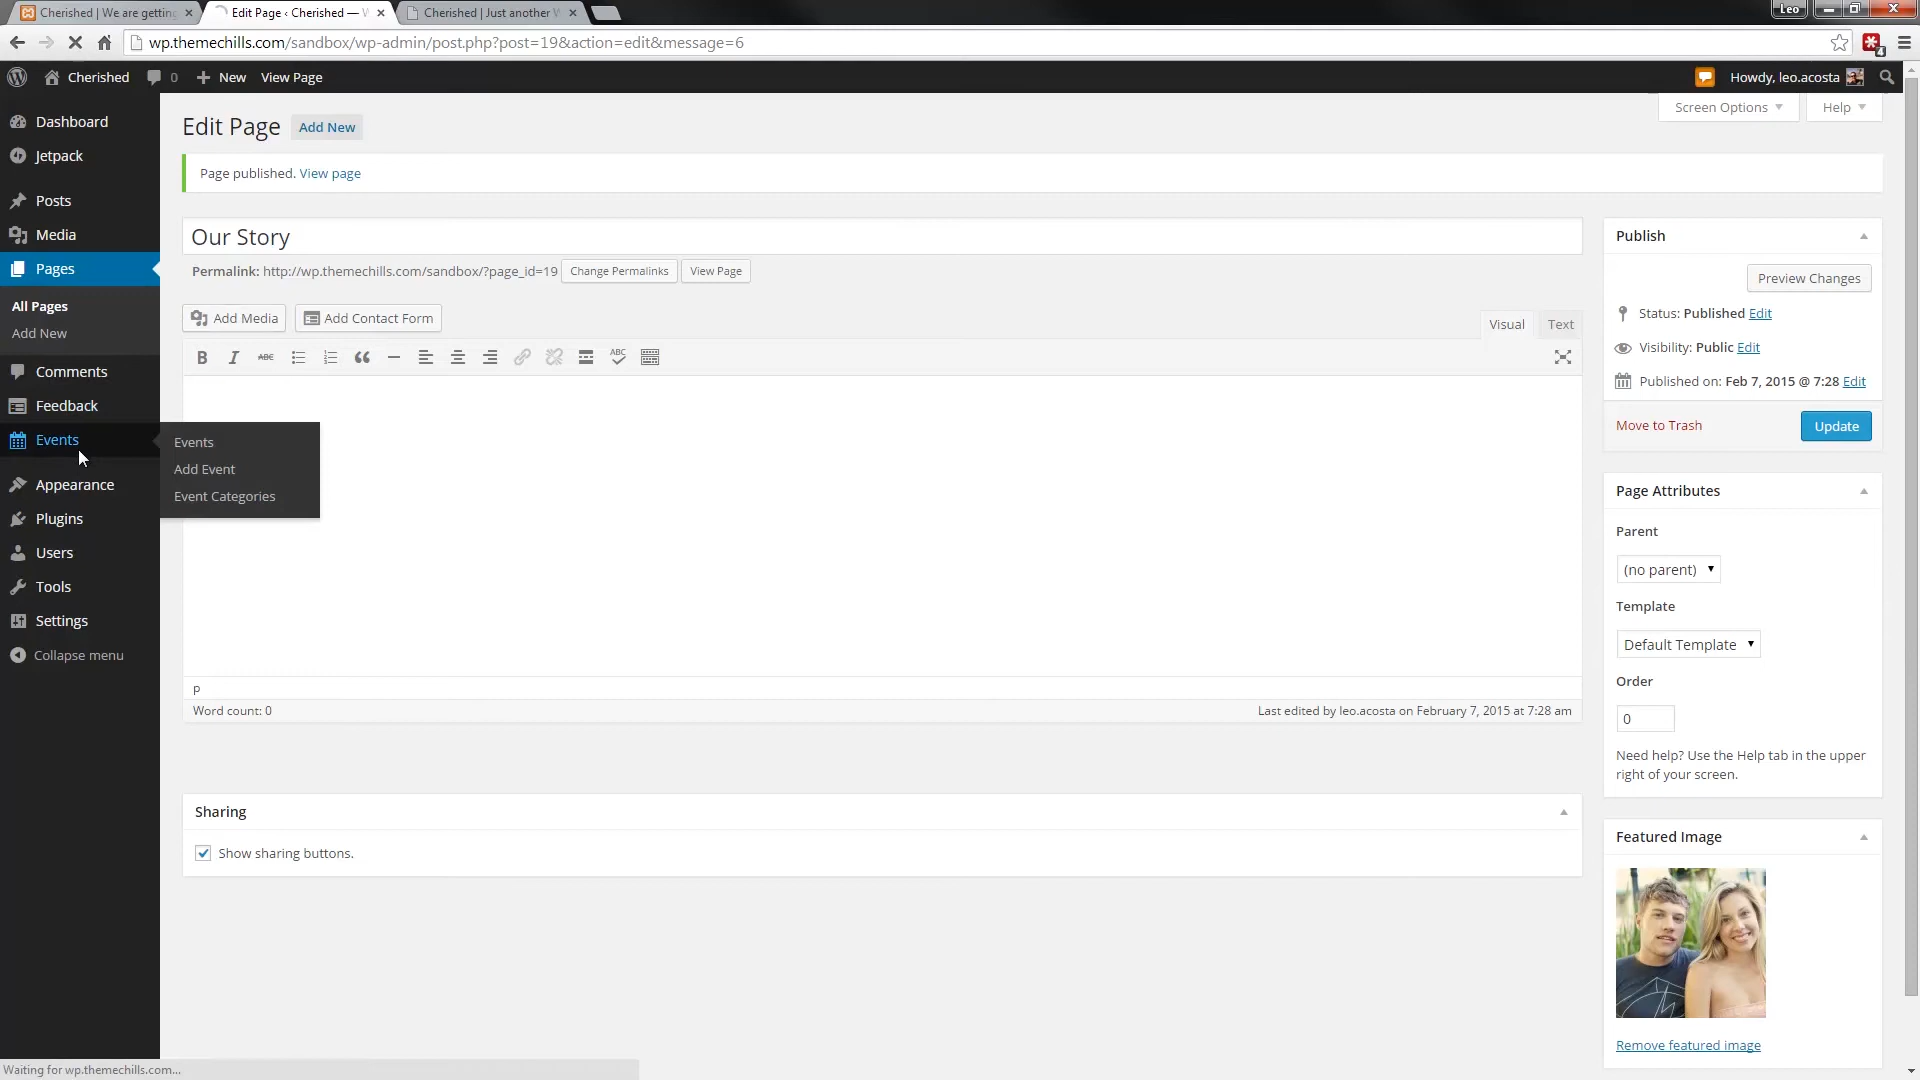 Cherished | We are getting
Edit Page ‹ Cherished — W
Cherished | Just another W
Leo
wp.themechills.com/sandbox/wp-admin/post.php?post=19&action=edit&message=6
4
Cherished
0
New
View Page
Howdy, leo.acosta
Dashboard
Jetpack
Posts
Media
Pages
All Pages
Add New
Comments
Feedback
Events
Events
Add Event
Event Categories
Appearance
Plugins
Users
Tools
Settings
Collapse menu
Screen Options
Help
Edit Page
Add New
Page published. View page
Our Story
Permalink: http://wp.themechills.com/sandbox/?page_id=19 Change Permalinks View Page
Add Media
Add Contact Form
Visual
Text
B I ABC ABC
p
Word count: 0
Last edited by leo.acosta on February 7, 2015 at 7:28 am
Sharing
Show sharing buttons.
Publish
Preview Changes
Status: Published Edit
Visibility: Public Edit
Published on: Feb 7, 2015 @ 7:28 Edit
Move to Trash
Update
Page Attributes
Parent
(no parent)
Template
Default Template
Order
0
Need help? Use the Help tab in the upper
right of your screen.
Featured Image
Remove featured image
Waiting for wp.themechills.com...